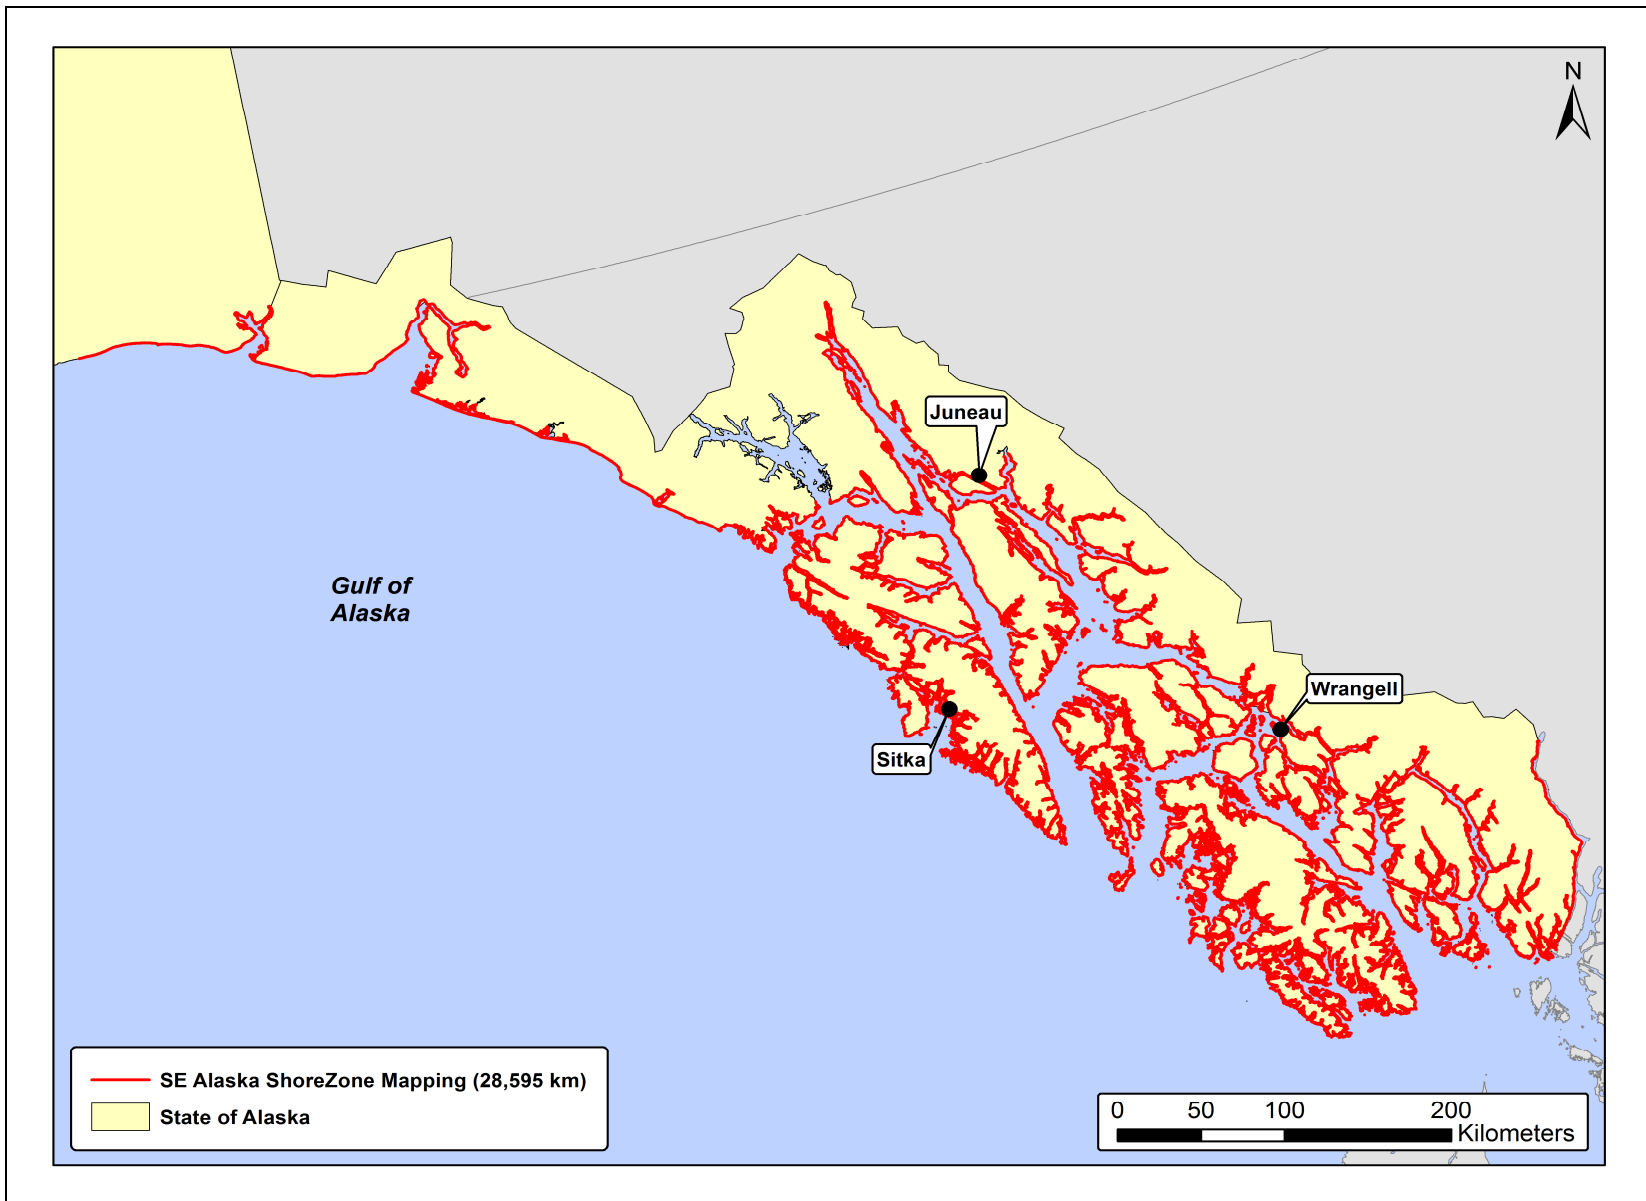 N
Juneau
Gulf of
Alaska
Wrangell
Sitka
SE Alaska ShoreZone Mapping (28,595 km)
State of Alaska
0 50 100 200
Kilometers